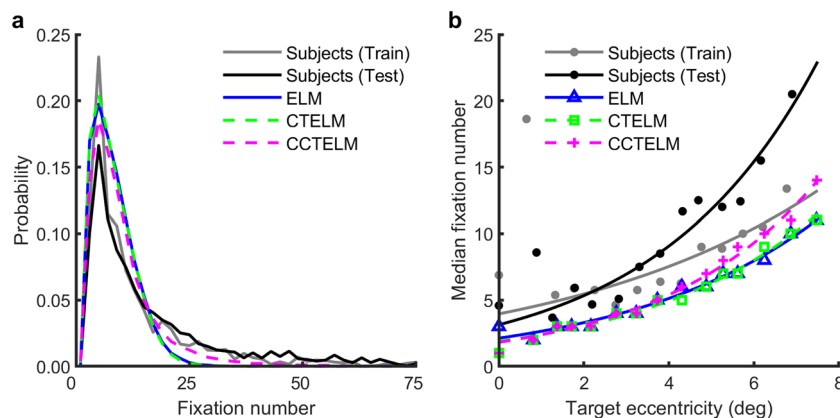 a
0.25
0.20
0.15
0.10
0.05
0.00
0
25
50
75
Probability
Fixation number
Subjects (Train)
Subjects (Test)
ELM
CTELM
CCTELM
b
25
20
15
10
5
0
0
2
4
6
8
Median fixation number
Target eccentricity (deg)
Subjects (Train)
Subjects (Test)
ELM
CTELM
CCTELM